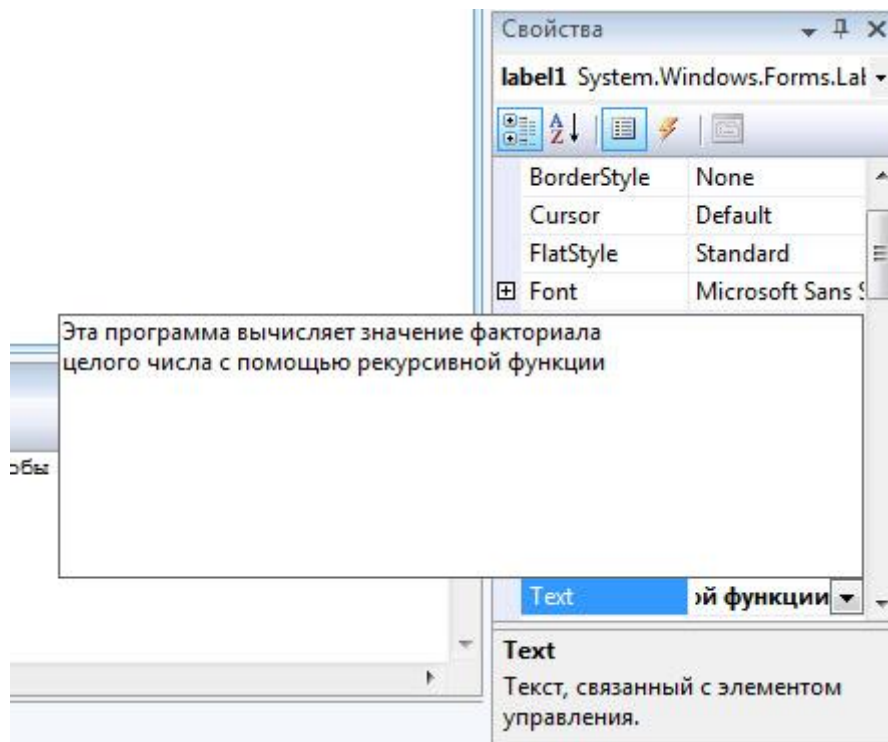 Свойства
label1 System.Windows.Forms.Lal
BorderStyle None
Cursor Default
FlatStyle Standard
Font Microsoft Sans S
Эта программа вычисляет значение факториала
целого числа с помощью рекурсивной функции
обы
Text ой функции
Text
Текст, связанный с элементом
управления.